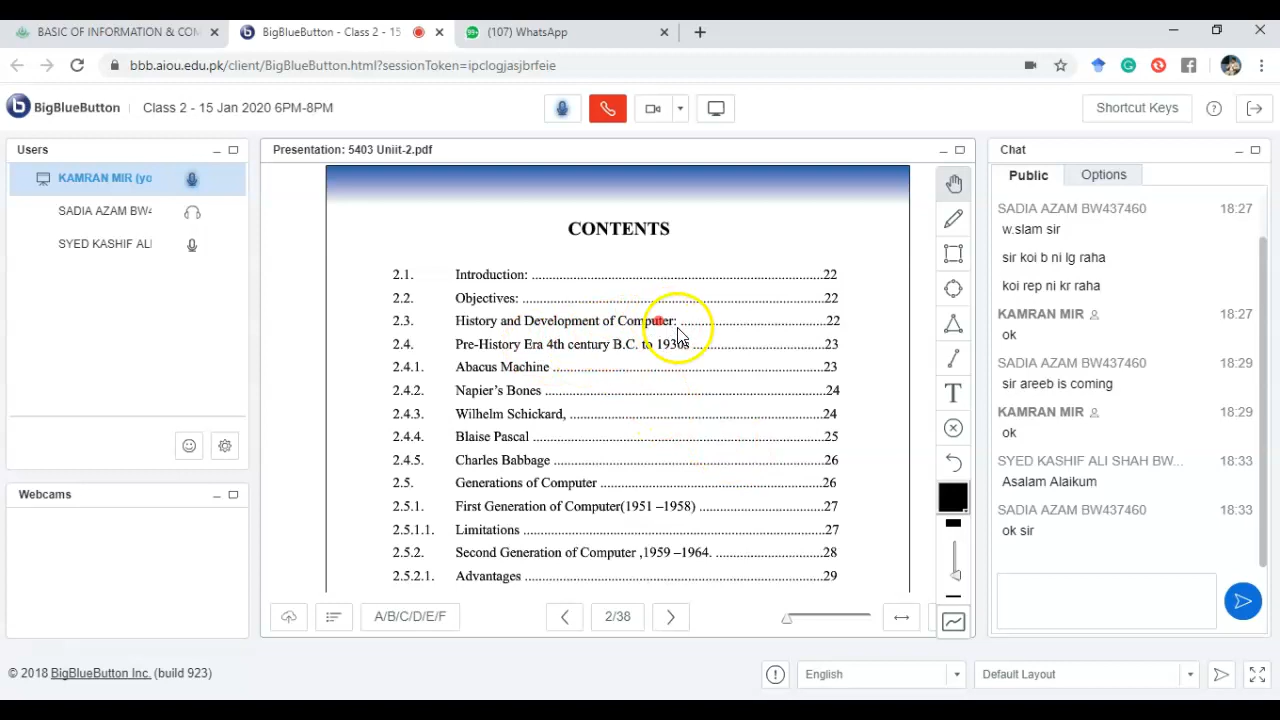 BASIC OF INFORMATION & COM
BigBlueButton - Class 2 - 15
99+
(107) WhatsApp
bbb.aiou.edu.pk/client/BigBlueButton.html?sessionToken=ipclogjasjbrfeie
BigBlueButton
Class 2 - 15 Jan 2020 6PM-8PM
Shortcut Keys
Users
KAMRAN MIR (yo
SADIA AZAM BW4
SYED KASHIF ALI
Webcams
Presentation: 5403 Uniit-2.pdf
CONTENTS
2.1. Introduction: ........................................22
2.2. Objectives: ........................................22
2.3. History and Development of Computer: ........................................22
2.4. Pre-History Era 4th century B.C. to 1930s ........................................23
2.4.1. Abacus Machine ........................................23
2.4.2. Napier’s Bones ........................................24
2.4.3. Wilhelm Schickard, ........................................24
2.4.4. Blaise Pascal ........................................25
2.4.5. Charles Babbage ........................................26
2.5. Generations of Computer ........................................26
2.5.1. First Generation of Computer(1951 –1958) ........................................27
2.5.1.1. Limitations ........................................27
2.5.2. Second Generation of Computer ,1959 –1964. ........................................28
2.5.2.1. Advantages ........................................29
A/B/C/D/E/F
2/38
T
Chat
Public Options
SADIA AZAM BW437460 18:27
w.slam sir
sir koi b ni lg raha
koi rep ni kr raha
KAMRAN MIR 18:27
ok
SADIA AZAM BW437460 18:29
sir areeb is coming
KAMRAN MIR 18:29
ok
SYED KASHIF ALI SHAH BW... 18:33
Asalam Alaikum
SADIA AZAM BW437460 18:33
ok sir
© 2018 BigBlueButton Inc. (build 923)
English
Default Layout